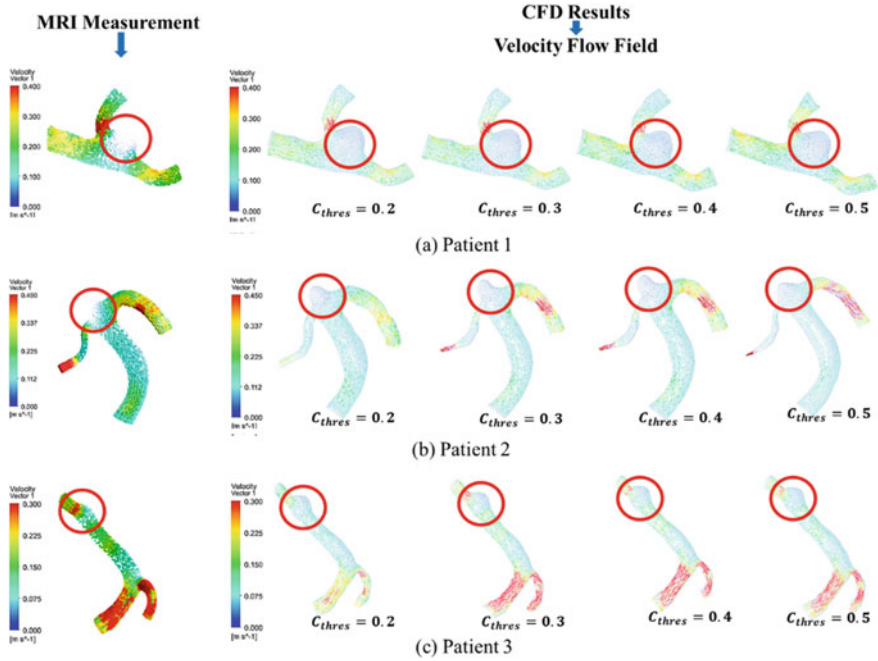 MRI Measurement
CFD Results
Velocity Flow Field
Velocity
Vector 1
0.400
0.300
0.200
0.100
0.000
[m s^-1]
Velocity
Vector 1
0.400
0.300
0.200
0.100
0.000
C_thres = 0.2
C_thres = 0.3
C_thres = 0.4
C_thres = 0.5
(a) Patient 1
Velocity
Vector 1
0.450
0.337
0.225
0.112
0.000
[m s^-1]
Velocity
Vector 1
0.450
0.337
0.225
0.112
0.000
[m s^-1]
C_thres = 0.2
C_thres = 0.3
C_thres = 0.4
C_thres = 0.5
(b) Patient 2
Velocity
Vector 1
0.300
0.225
0.150
0.075
0.000
[m s^-1]
Velocity
Vector 1
0.300
0.225
0.150
0.075
0.000
[m s^-1]
C_thres = 0.2
C_thres = 0.3
C_thres = 0.4
C_thres = 0.5
(c) Patient 3